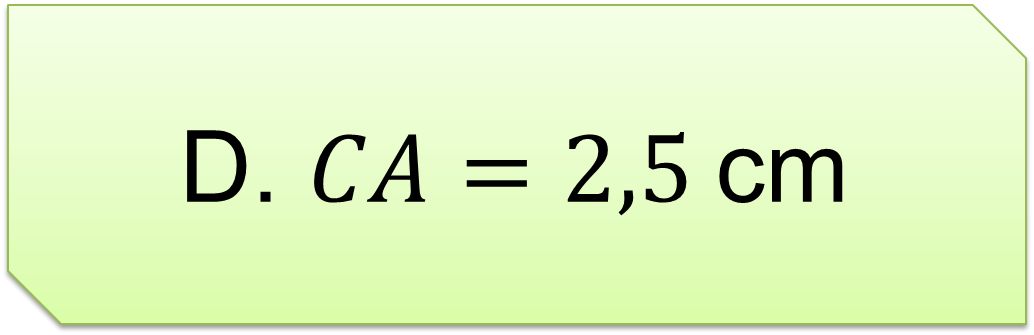 D. CA = 2,5 cm